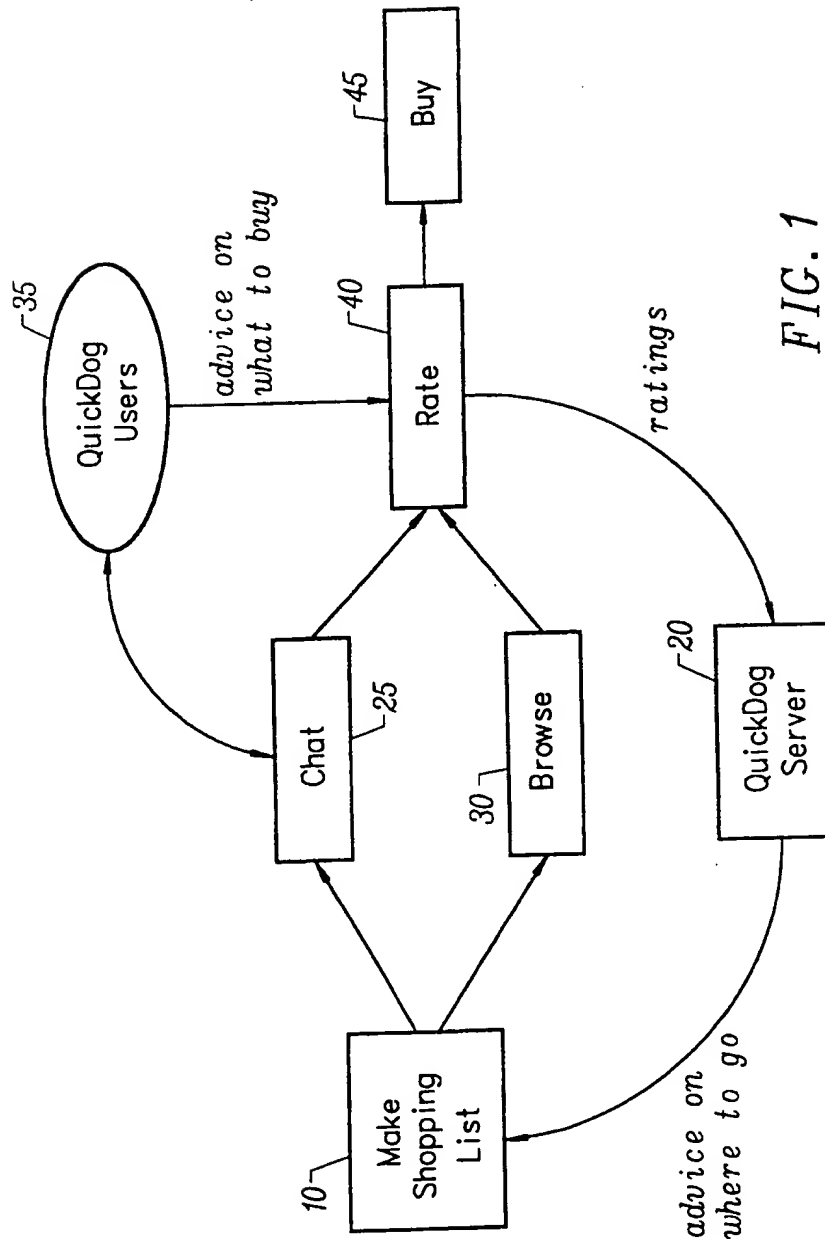 35
QuickDog
Users
advice on
what to buy
Chat
25
40
Rate
45
Buy
10
Make
Shopping
List
30
Browse
ratings
advice on
where to go
20
QuickDog
Server
FIG. 1